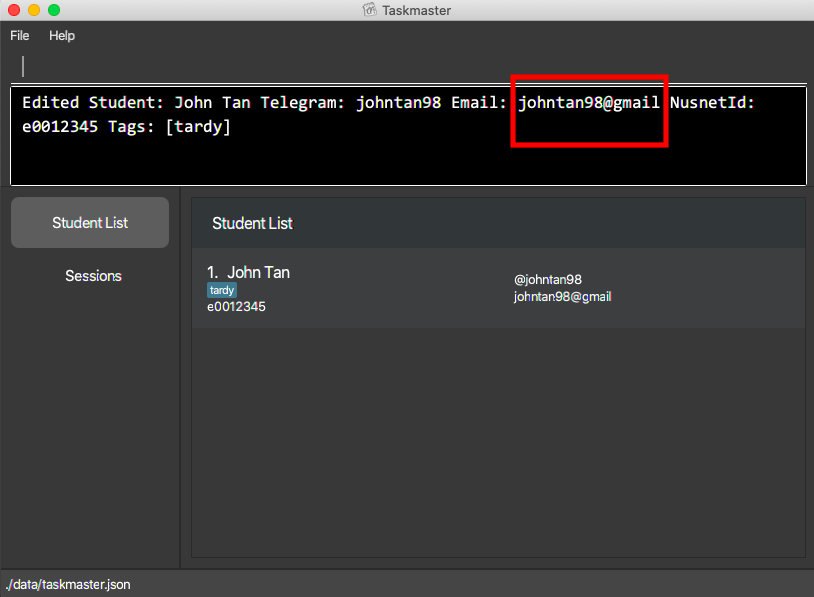 Taskmaster
File Help
Edited Student: John Tan Telegram: johntan98 Email: johntan98@gmail NusnetId:
e0012345 Tags: [tardy]
Student List
Sessions
Student List
1. John Tan
tardy
e0012345
@johntan98
johntan98@gmail
./data/taskmaster.json